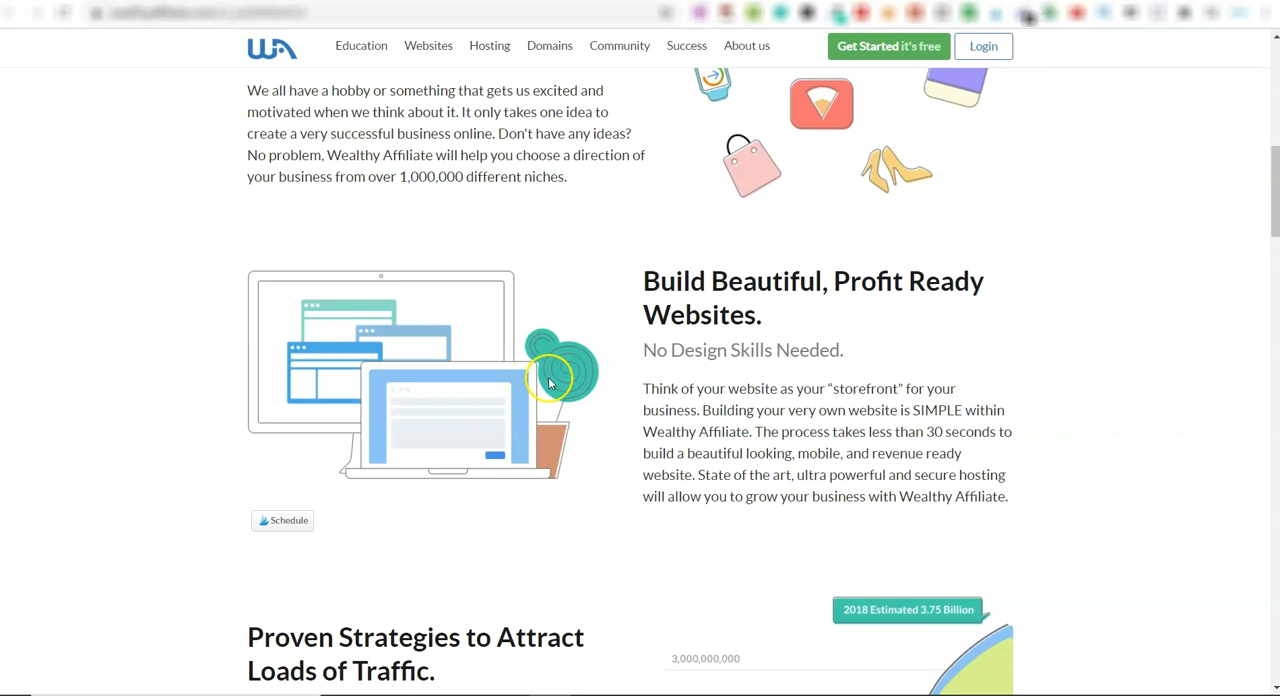 WA
Education Websites Hosting Domains Community Success About us Get Started it's free Login
We all have a hobby or something that gets us excited and
motivated when we think about it. It only takes one idea to
create a very successful business online. Don't have any ideas?
No problem, Wealthy Affiliate will help you choose a direction of
your business from over 1,000,000 different niches.
Build Beautiful, Profit Ready
Websites.
No Design Skills Needed.
Think of your website as your “storefront” for your
business. Building your very own website is SIMPLE within
Wealthy Affiliate. The process takes less than 30 seconds to
build a beautiful looking, mobile, and revenue ready
website. State of the art, ultra powerful and secure hosting
will allow you to grow your business with Wealthy Affiliate.
Schedule
Proven Strategies to Attract
Loads of Traffic.
2018 Estimated 3.75 Billion
3,000,000,000